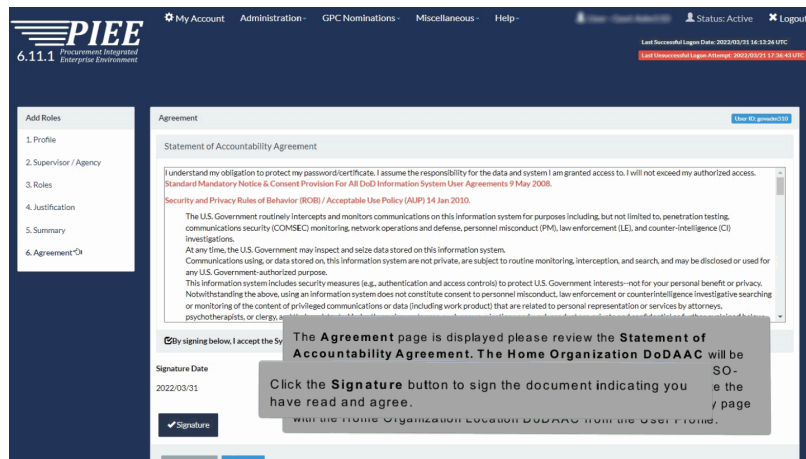 My Account Administration GPC Nominations Miscellaneous Help Status: Active Logout
PIEE
6.11.1 Procurement Integrated Enterprise Environment
Last Successful Logon Date: 2022/03/31 16:13:26 UTC
Last Unsuccessful Logon Attempt: 2022/03/21 17:36:43 UTC
Add Roles
1. Profile
2. Supervisor / Agency
3. Roles
4. Justification
5. Summary
6. Agreement
Agreement
Statement of Accountability Agreement
I understand my obligation to protect my password/certificate. I assume the responsibility for the data and system I am granted access to. I will not exceed my authorized access.
Standard Mandatory Notice & Consent Provision For All DoD Information System User Agreements 9 May 2008.
Security and Privacy Rules of Behavior (ROB) / Acceptable Use Policy (AUP) 14 Jan 2010.
The U.S. Government routinely intercepts and monitors communications on this information system for purposes including, but not limited to, penetration testing,
communications security (COMSEC) monitoring, network operations and defense, personnel misconduct (PM), law enforcement (LE), and counter-intelligence (CI)
investigations.
At any time, the U.S. Government may inspect and seize data stored on this information system.
Communications using, or data stored on, this information system are not private, are subject to routine monitoring, interception, and search, and may be disclosed or used for
any U.S. Government-authorized purpose.
This information system includes security measures (e.g., authentication and access controls) to protect U.S. Government interests--not for your personal benefit or privacy.
Notwithstanding the above, using an information system does not constitute consent to personnel misconduct, law enforcement or counterintelligence investigative searching
or monitoring of the content of privileged communications or data (including work product) that are related to personal representation or services by attorneys,
psychotherapists, or clergy,
By signing below, I accept the Sy
The Agreement page is displayed please review the Statement of
Accountability Agreement. The Home Organization DoDAAC will be
SO-
Click the Signature button to sign the document indicating you
have read and agree.
e the
y page
with the Home Organization Location DoDAAC from the User Profile.
Signature Date
2022/03/31
Signature